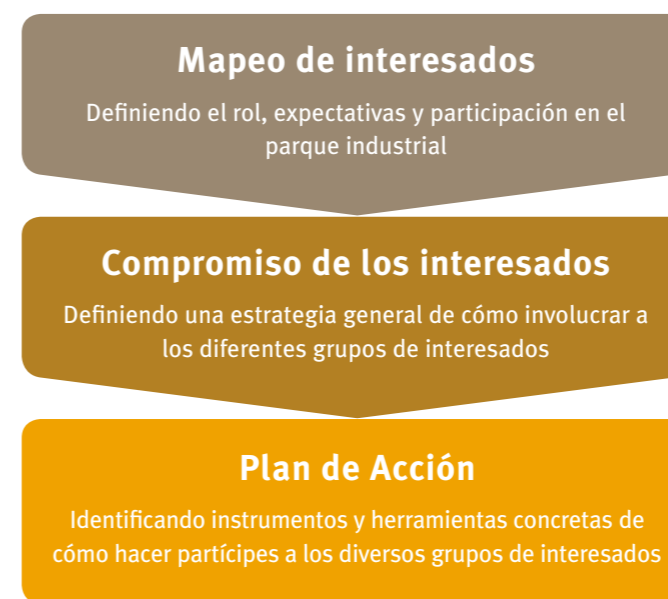 Mapeo de interesados
Definiendo el rol, expectativas y participación en el
parque industrial
Compromiso de los interesados
Definiendo una estrategia general de cómo involucrar a
los diferentes grupos de interesados
Plan de Acción
Identificando instrumentos y herramientas concretas de
cómo hacer partícipes a los diversos grupos de interesados